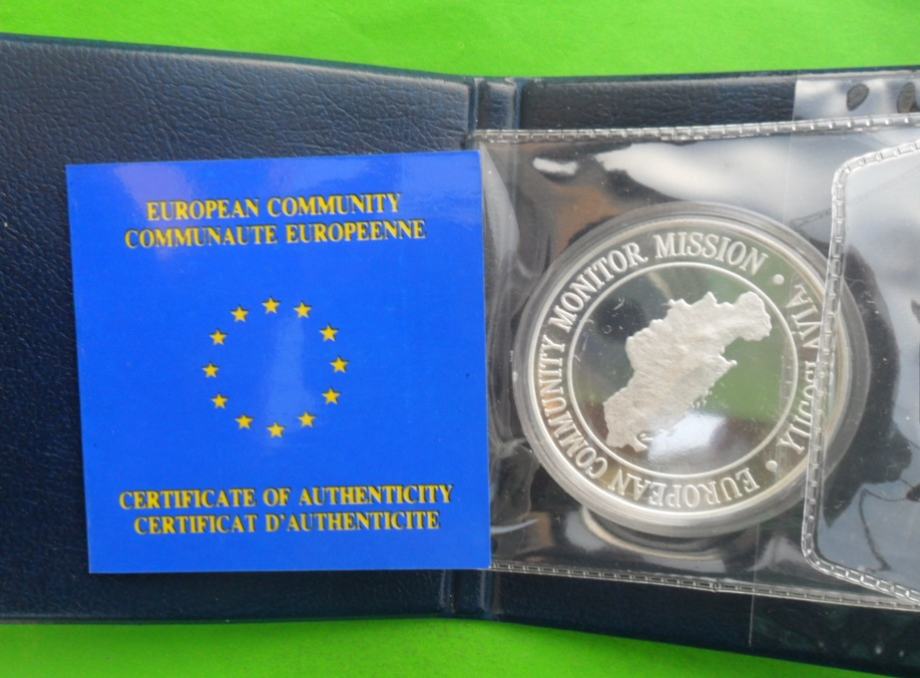 EUROPEAN COMMUNITY
COMMUNAUTE EUROPEENNE
CERTIFICATE OF AUTHENTICITY
CERTIFICAT D'AUTHENTICITE
EUROPEAN COMMUNITY MONITOR MISSION •